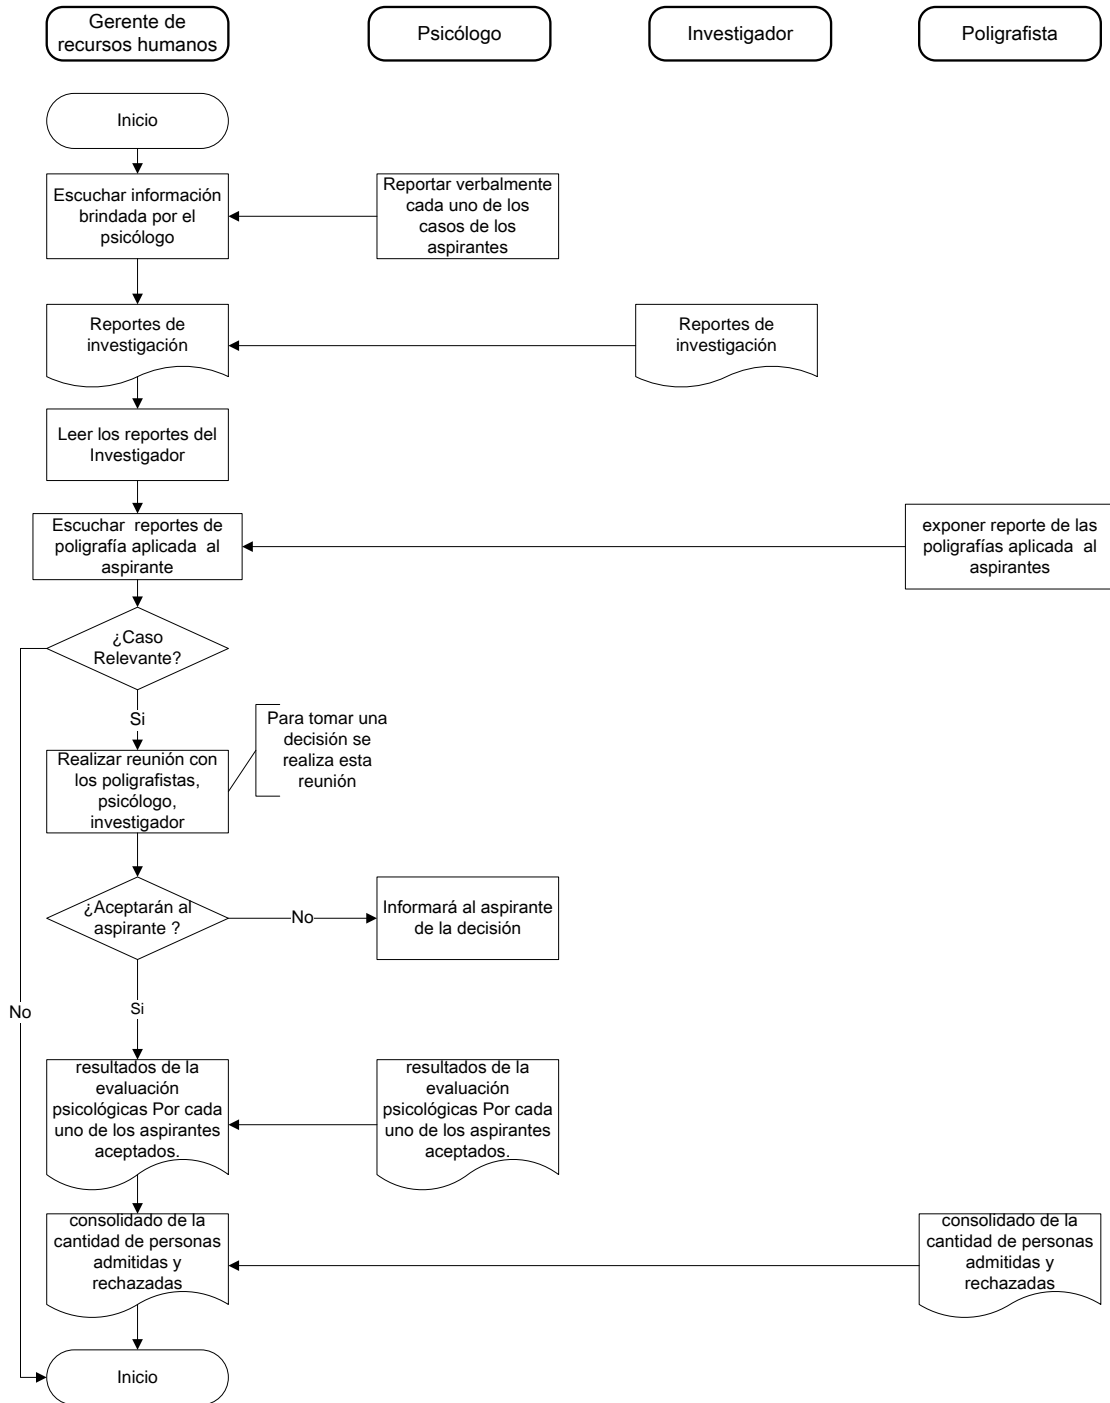 Gerente de
recursos humanos
Psicólogo
Investigador
Poligrafista
Inicio
Escuchar información
brindada por el
psicólogo
Reportar verbalmente
cada uno de los
casos de los
aspirantes
Reportes de
investigación
Reportes de
investigación
Leer los reportes del
Investigador
Escuchar reportes de
poligrafía aplicada al
aspirante
exponer reporte de las
poligrafías aplicada al
aspirantes
¿Caso
Relevante?
Si
Para tomar una
decisión se
realiza esta
reunión
Realizar reunión con
los poligrafistas,
psicólogo,
investigador
¿Aceptarán al
aspirante ?
No
Informará al aspirante
de la decisión
No
Si
resultados de la
evaluación
psicológicas Por cada
uno de los aspirantes
aceptados.
resultados de la
evaluación
psicológicas Por cada
uno de los aspirantes
aceptados.
consolidado de la
cantidad de personas
admitidas y
rechazadas
consolidado de la
cantidad de personas
admitidas y
rechazadas
Inicio